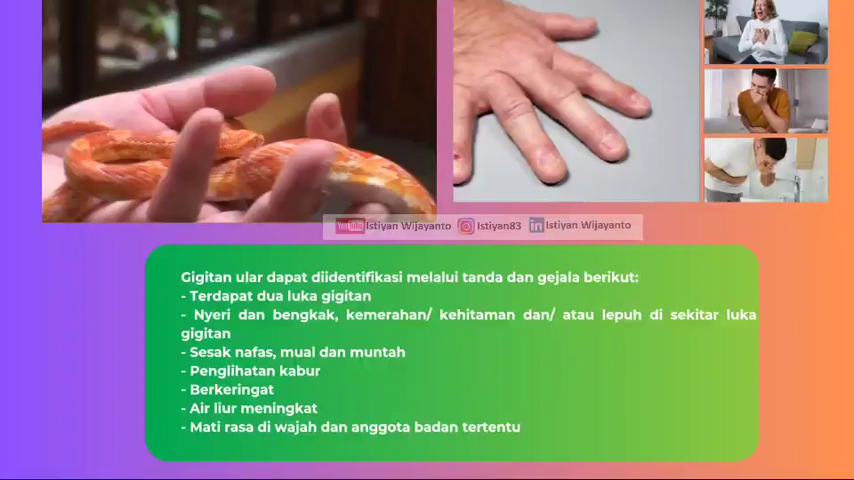 YouTube Istiyan Wijayanto Istiyan83 in Istiyan Wijayanto
Gigitan ular dapat diidentifikasi melalui tanda dan gejala berikut:
- Terdapat dua luka gigitan
- Nyeri dan bengkak, kemerahan/ kehitaman dan/ atau lepuh di sekitar luka
gigitan
- Sesak nafas, mual dan muntah
- Penglihatan kabur
- Berkeringat
- Air liur meningkat
- Mati rasa di wajah dan anggota badan tertentu